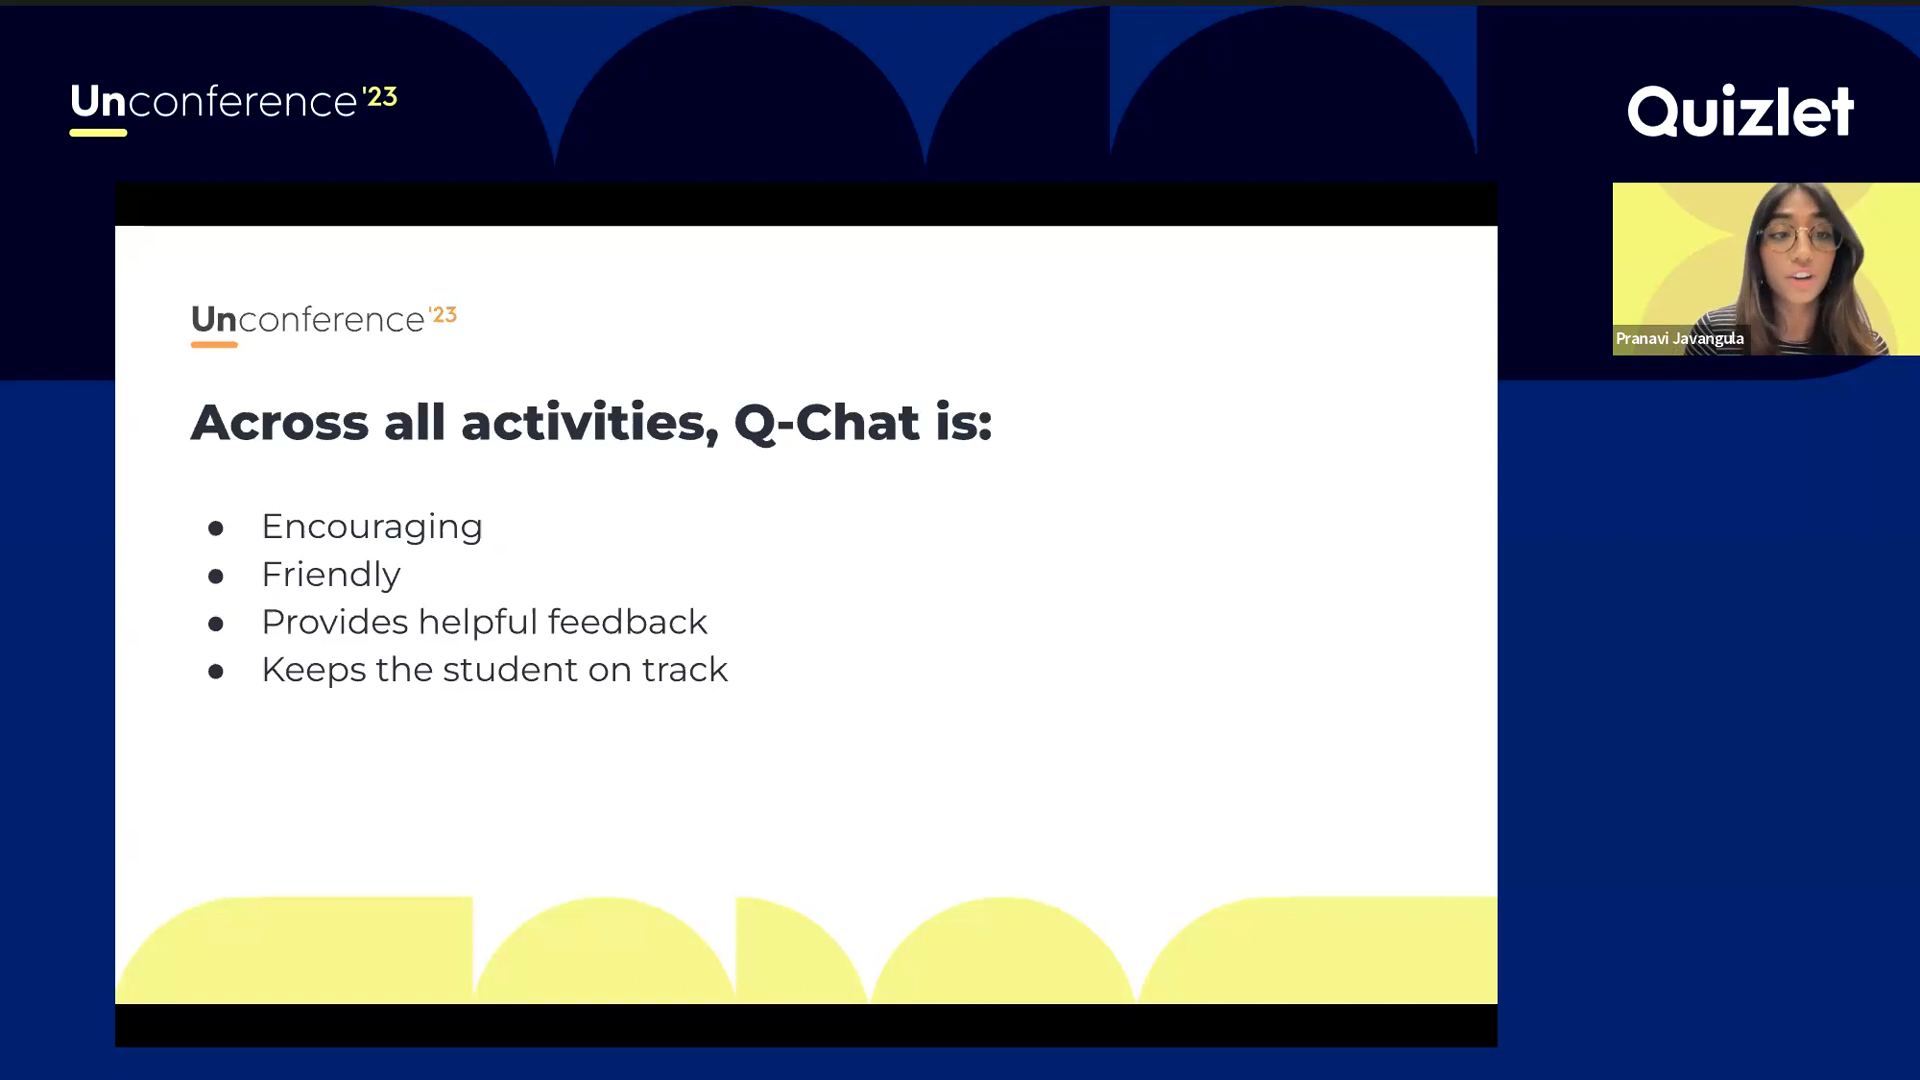 Unconference '23
Quizlet
Pranavi Javangula
Unconference '23
Across all activities, Q-Chat is:
● Encouraging
● Friendly
● Provides helpful feedback
● Keeps the student on track